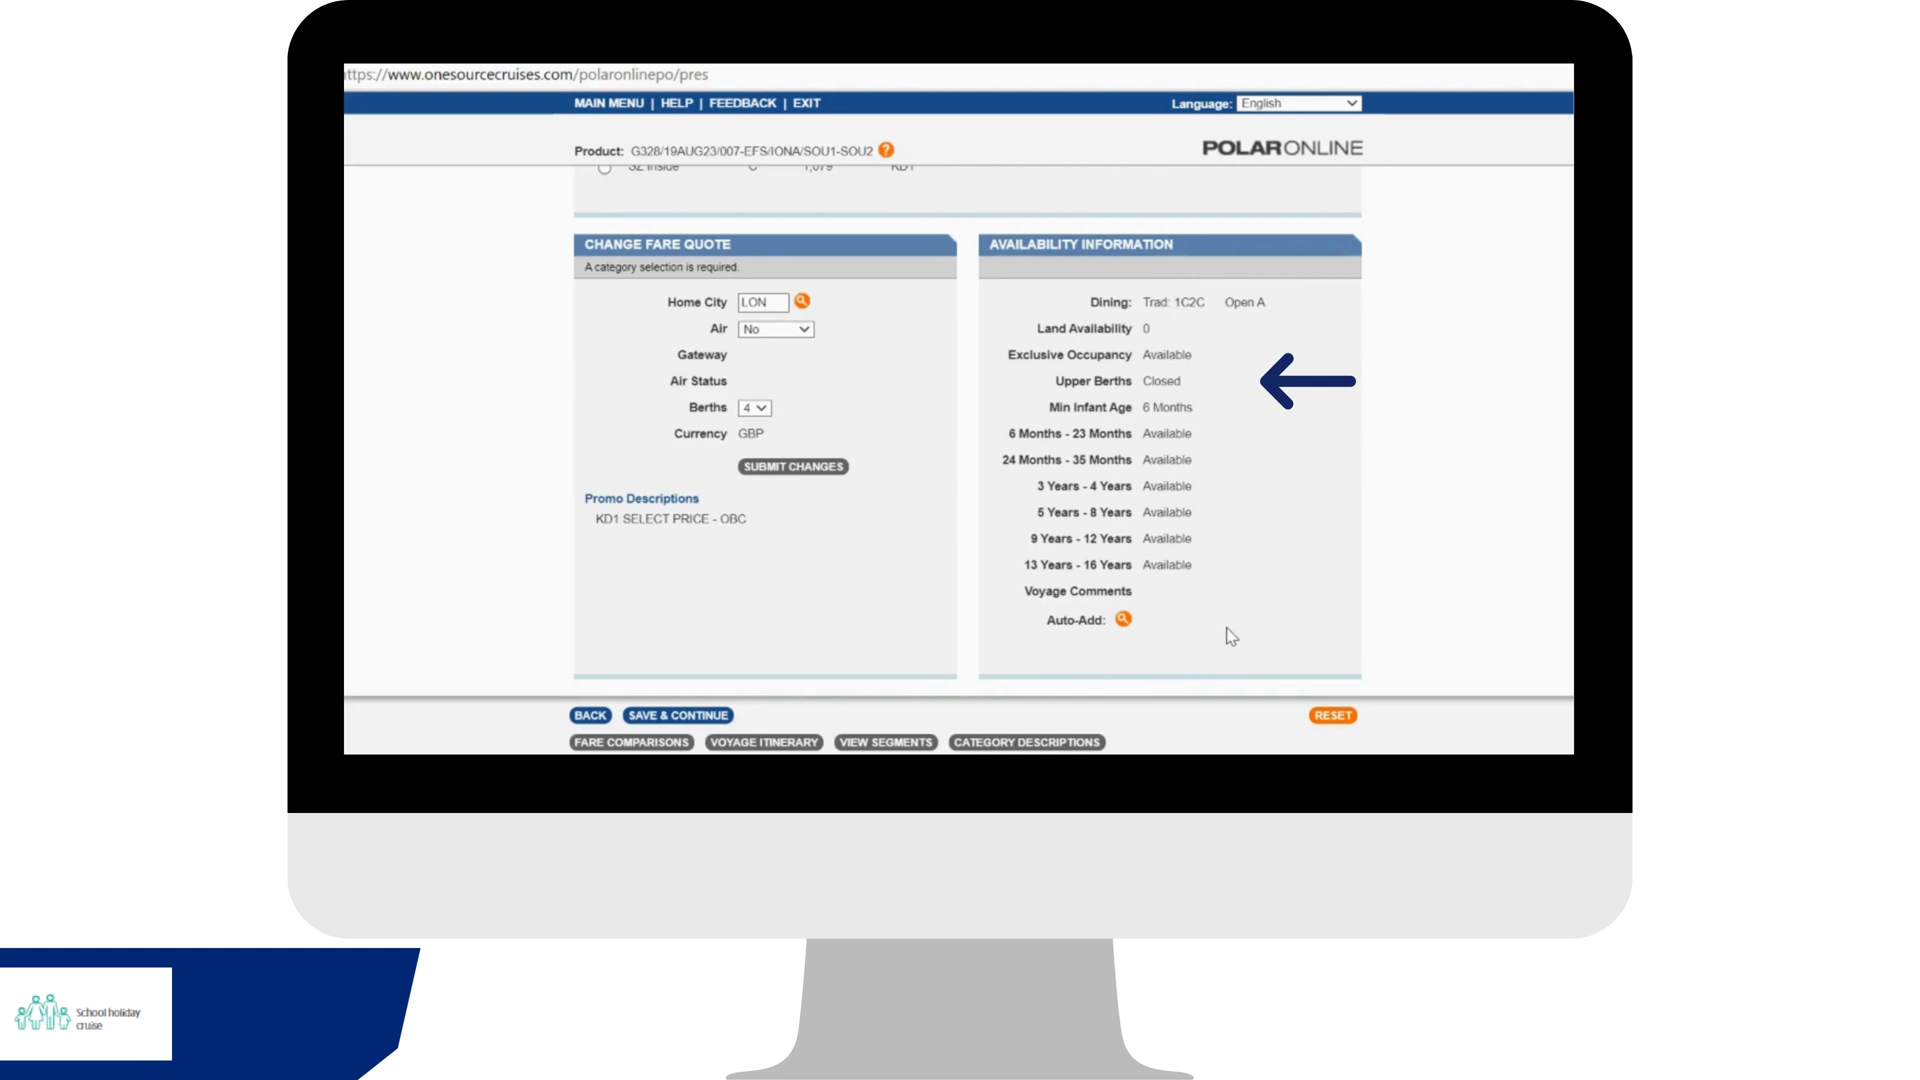 ttps://www.onesourcecruises.com/polaronlinepo/pres
MAIN MENU | HELP | FEEDBACK | EXIT
Language: English
Product: G328/19AUG23/007-EFS/IONA/SOU1-SOU2 ?
POLARONLINE
SZ Inside C 1,079 KD1
CHANGE FARE QUOTE
A category selection is required.
Home City LON
Air No
Gateway
Air Status
Berths 4
Currency GBP
SUBMIT CHANGES
Promo Descriptions
KD1 SELECT PRICE - OBC
AVAILABILITY INFORMATION
Dining: Trad: 1C2C Open A
Land Availability 0
Exclusive Occupancy Available
Upper Berths Closed
Min Infant Age 6 Months
6 Months - 23 Months Available
24 Months - 35 Months Available
3 Years - 4 Years Available
5 Years - 8 Years Available
9 Years - 12 Years Available
13 Years - 16 Years Available
Voyage Comments
Auto-Add:
BACK SAVE & CONTINUE RESET
FARE COMPARISONS VOYAGE ITINERARY VIEW SEGMENTS CATEGORY DESCRIPTIONS
School holiday
cruise